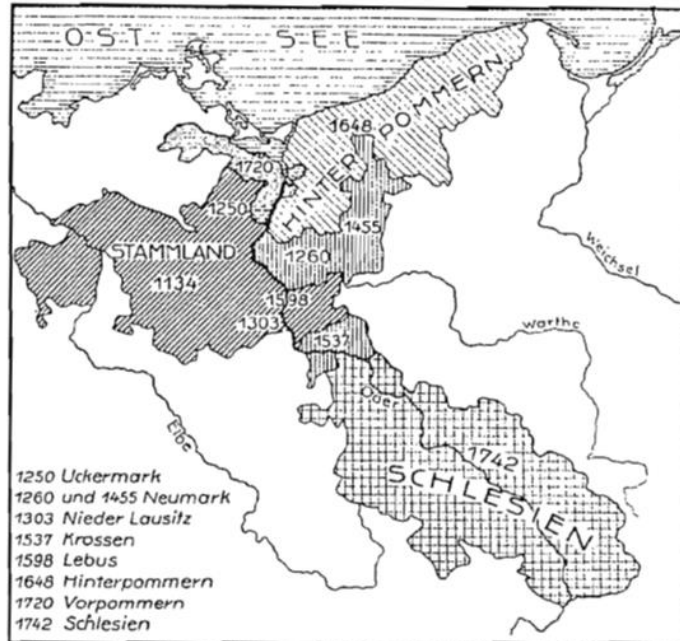 OST SEE
1648
HINTER POMMERN
1720
1250
1455
STAMMLAND
1134
1260
1598
1303
1537
Weichsel
Warthe
Oder
Elbe
1742
SCHLESIEN
1250 Uckermark
1260 und 1455 Neumark
1303 Nieder Lausitz
1537 Krossen
1598 Lebus
1648 Hinterpommern
1720 Vorpommern
1742 Schlesien